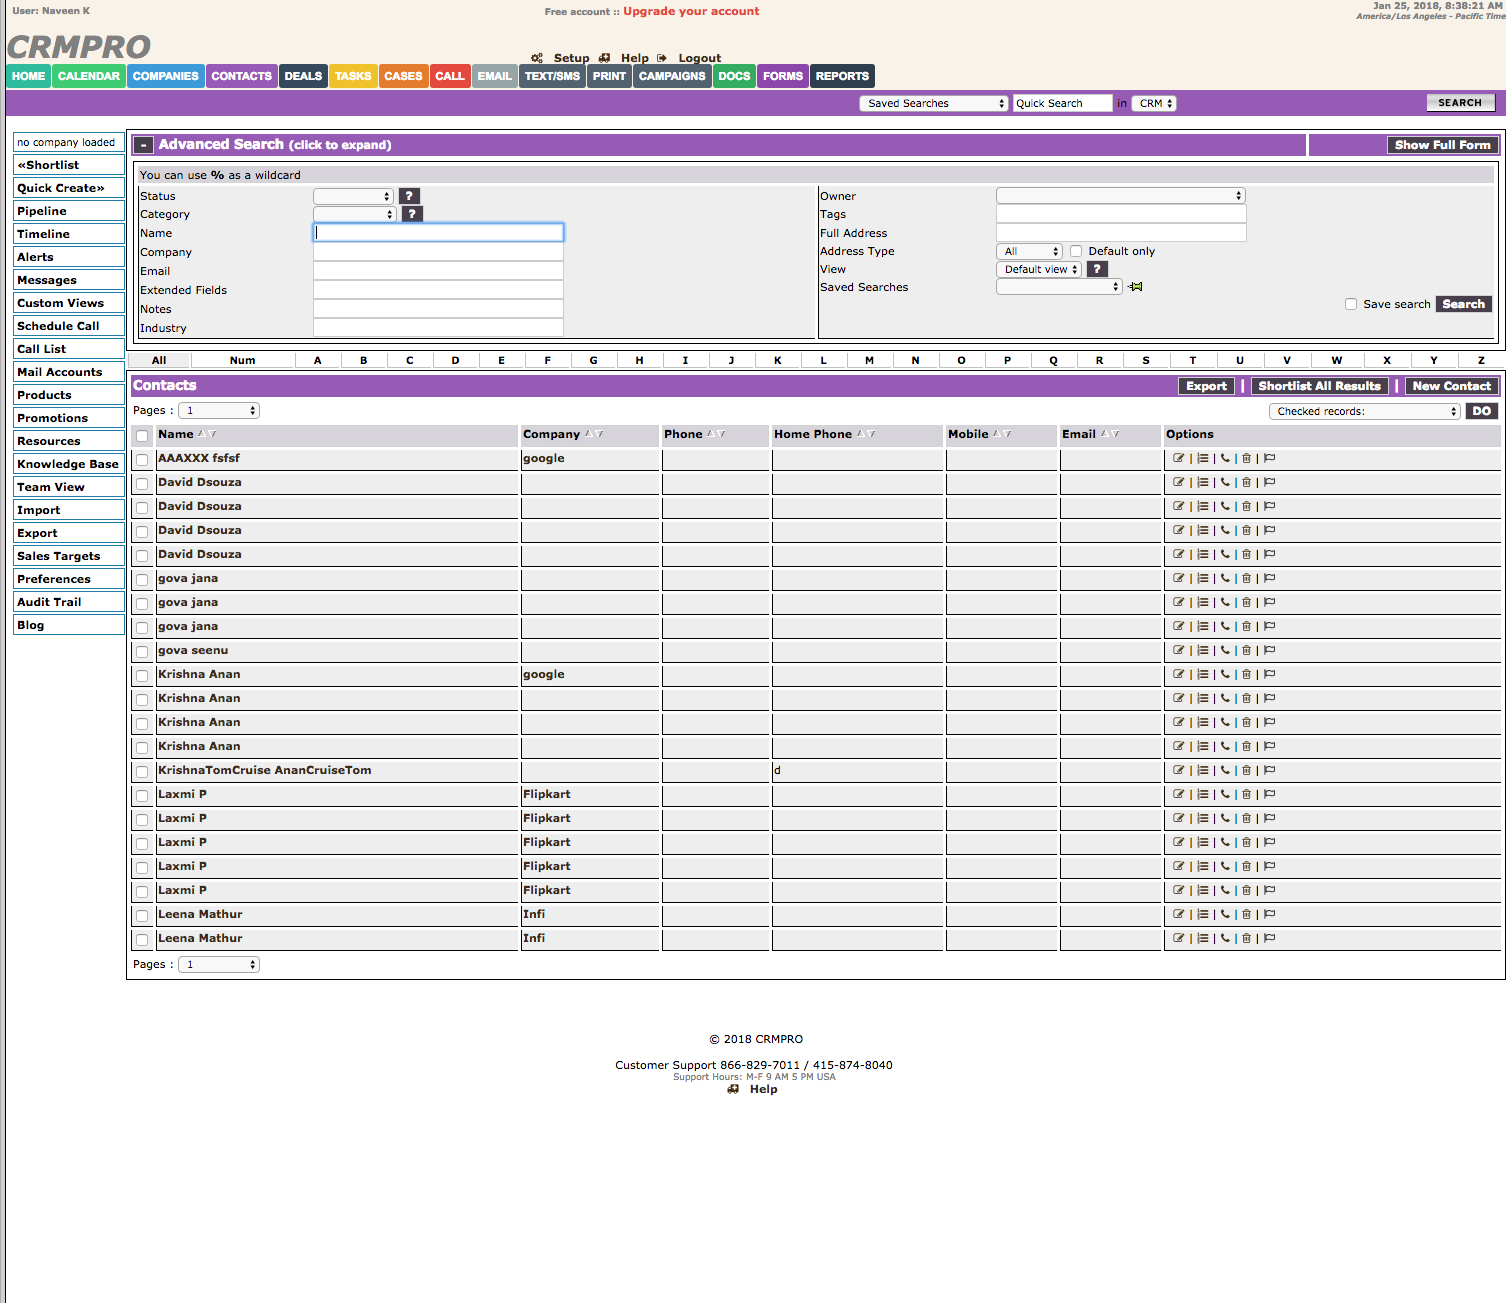 User: Naveen K
Free account :: Upgrade your account
Jan 25, 2018, 8:38:21 AM
America/Los Angeles - Pacific Time
CRMPRO
Setup Help Logout
HOME CALENDAR COMPANIES CONTACTS DEALS TASKS CASES CALL EMAIL TEXT/SMS PRINT CAMPAIGNS DOCS FORMS REPORTS
Saved Searches Quick Search in CRM SEARCH
no company loaded
«Shortlist
Quick Create»
Pipeline
Timeline
Alerts
Messages
Custom Views
Schedule Call
Call List
Mail Accounts
Products
Promotions
Resources
Knowledge Base
Team View
Import
Export
Sales Targets
Preferences
Audit Trail
Blog
- Advanced Search (click to expand) Show Full Form
You can use % as a wildcard
Status ?
Category ?
Name
Company
Email
Extended Fields
Notes
Industry
Owner
Tags
Full Address
Address Type All Default only
View Default view ?
Saved Searches
Save search Search
All Num A B C D E F G H I J K L M N O P Q R S T U V W X Y Z
Contacts Export | Shortlist All Results | New Contact
Pages : 1 Checked records: DO
Name Company Phone Home Phone Mobile Email Options
AAAXXX fsfsf google
David Dsouza
David Dsouza
David Dsouza
David Dsouza
gova jana
gova jana
gova jana
gova seenu
Krishna Anan google
Krishna Anan
Krishna Anan
Krishna Anan
KrishnaTomCruise AnanCruiseTom d
Laxmi P Flipkart
Laxmi P Flipkart
Laxmi P Flipkart
Laxmi P Flipkart
Laxmi P Flipkart
Leena Mathur Infi
Leena Mathur Infi
Pages : 1
© 2018 CRMPRO
Customer Support 866-829-7011 / 415-874-8040
Support Hours: M-F 9 AM 5 PM USA
Help